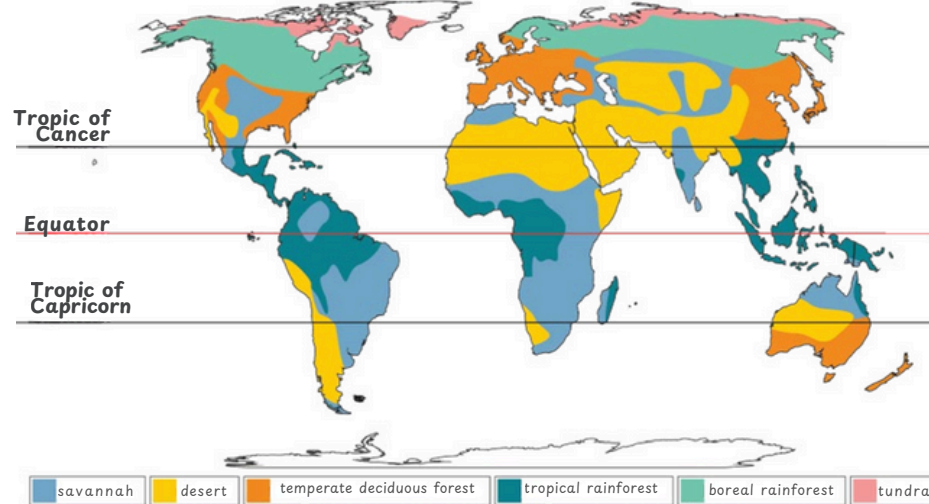 Tropic of
Cancer
Equator
Tropic of
Capricorn
savannah desert temperate deciduous forest tropical rainforest boreal rainforest tundra